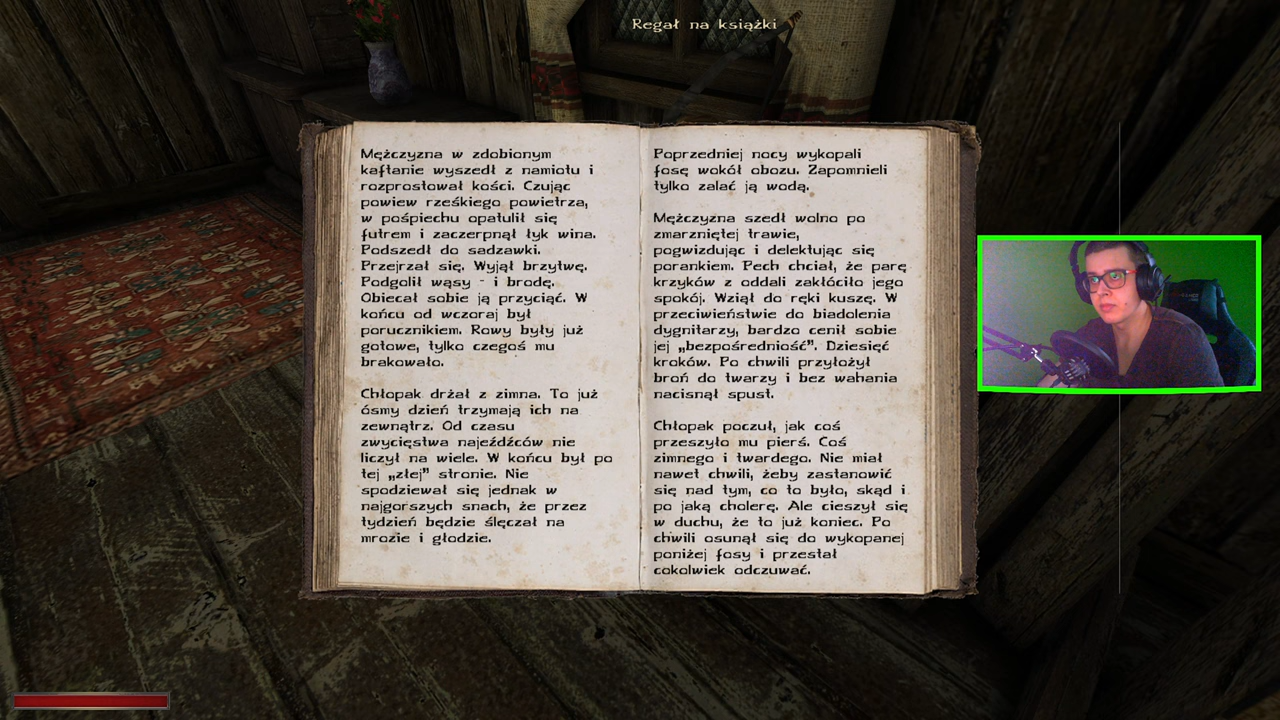 Regał na książki
Mężczyzna w zdobionym
kaftanie wyszedł z namiotu i
rozprostował kości. Czując
powiew rześkiego powietrza,
w pośpiechu opatulił się
futrem i zaczerpnął łyk wina.
Podszedł do sadzawki.
Przejrzał się. Wyjął brzytwę.
Podgolił wąsy - i brodę.
Obiecał sobie ją przyciąć. W
końcu od wczoraj był
porucznikiem. Rowy były już
gotowe, tylko czegoś mu
brakowało.
Chłopak drżał z zimna. To już
ósmy dzień trzymają ich na
zewnątrz. Od czasu
zwycięstwa najeźdźców nie
liczył na wiele. W końcu był po
tej „złej” stronie. Nie
spodziewał się jednak w
najgorszych snach, że przez
tydzień będzie ślęczał na
mrozie i głodzie.
Poprzedniej nocy wykopali
fosę wokół obozu. Zapomnieli
tylko zalać ją wodą.
Mężczyzna szedł wolno po
zmarzniętej trawie,
pogwizdując i delektując się
porankiem. Pech chciał, że parę
krzyków z oddali zakłóciło jego
spokój. Wziął do ręki kuszę. W
przeciwieństwie do biadolenia
dygnitarzy, bardzo cenił sobie
jej „bezpośredniość”. Dziesięć
kroków. Po chwili przyłożył
broń do twarzy i bez wahania
nacisnął spust.
Chłopak poczuł, jak coś
przeszyło mu pierś. Coś
zimnego i twardego. Nie miał
nawet chwili, żeby zastanowić
się nad tym, co to było, skąd i
po jaką cholerę. Ale cieszył się
w duchu, że to już koniec. Po
chwili osunął się do wykopanej
poniżej fosy i przestał
cokolwiek odczuwać.